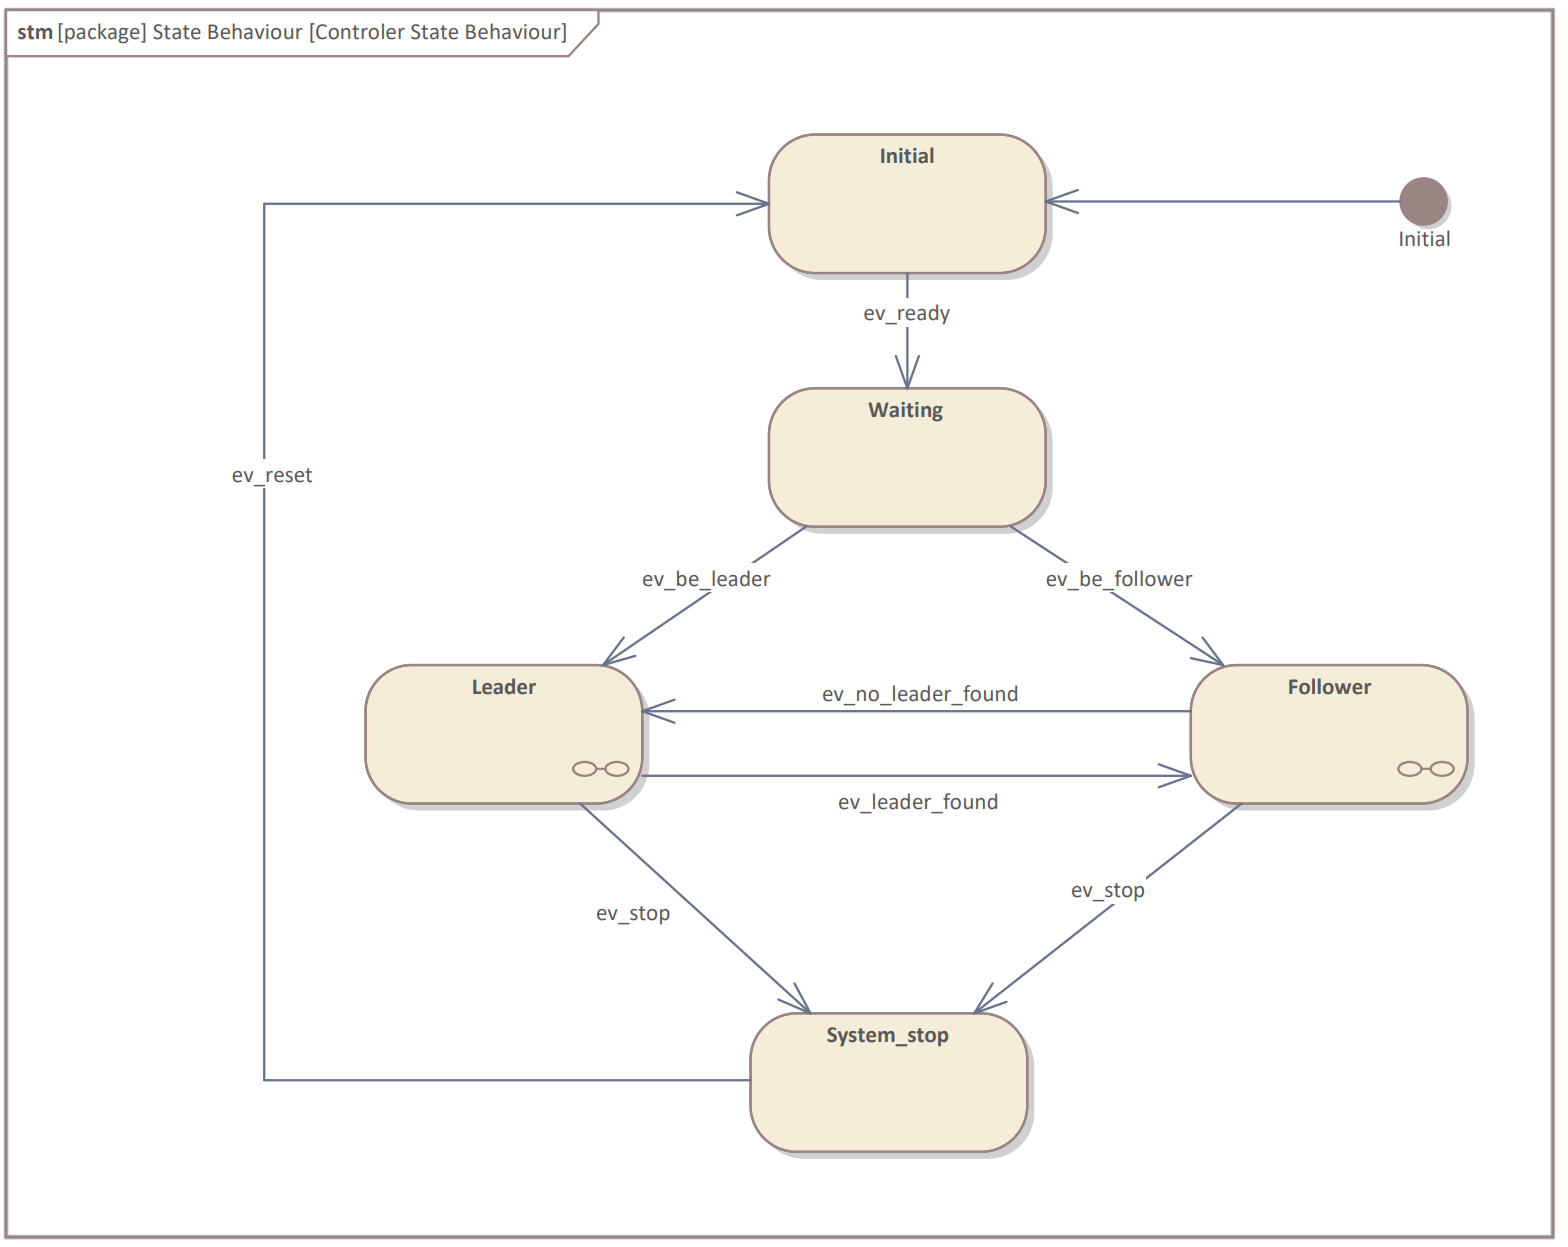 stm [package] State Behaviour [Controler State Behaviour]
Initial
Initial
ev_ready
Waiting
ev_reset
ev_be_leader
ev_be_follower
Leader
ev_no_leader_found
Follower
ev_leader_found
ev_stop
ev_stop
System_stop